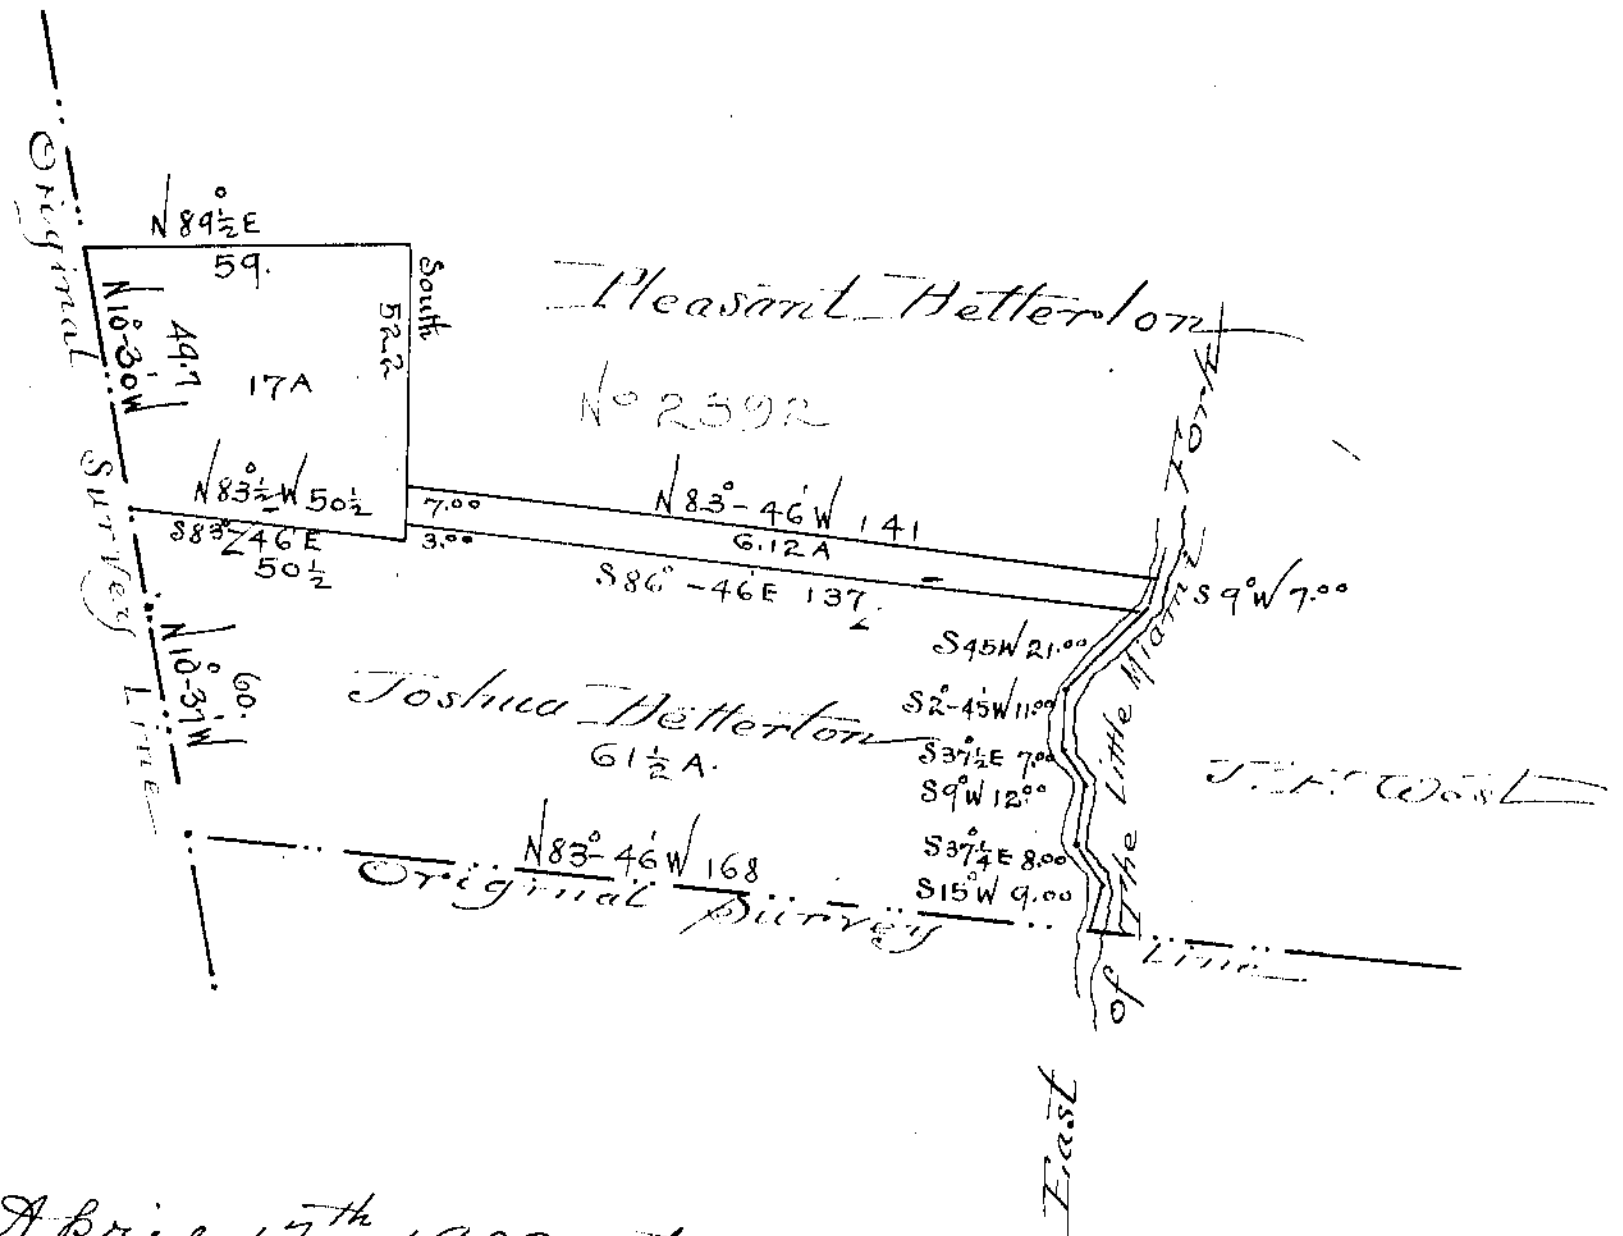 Original Survey Line
N 89½° E
59.
South
52.2
N 10°-30' W
49.7
17A
Pleasant Hetterton
No 2392
N 83½° W 50½
S 83°-46 E
50½
7.00
3.00
N 83°-46' W 141
6.12 A
S 86°-46' E 137
S 9° W 7.00
S 45 W 21.00
S 2°-45' W 11.00
S 37½° E 7.00
S 9° W 12.00
S 37¼° E 8.00
S 15° W 9.00
N 10°-37' W
60.
Joshua Hetterton
61½ A.
N 83°-46' W 168
Original Survey Line
East Fork of The Little Miami
West
April 17th